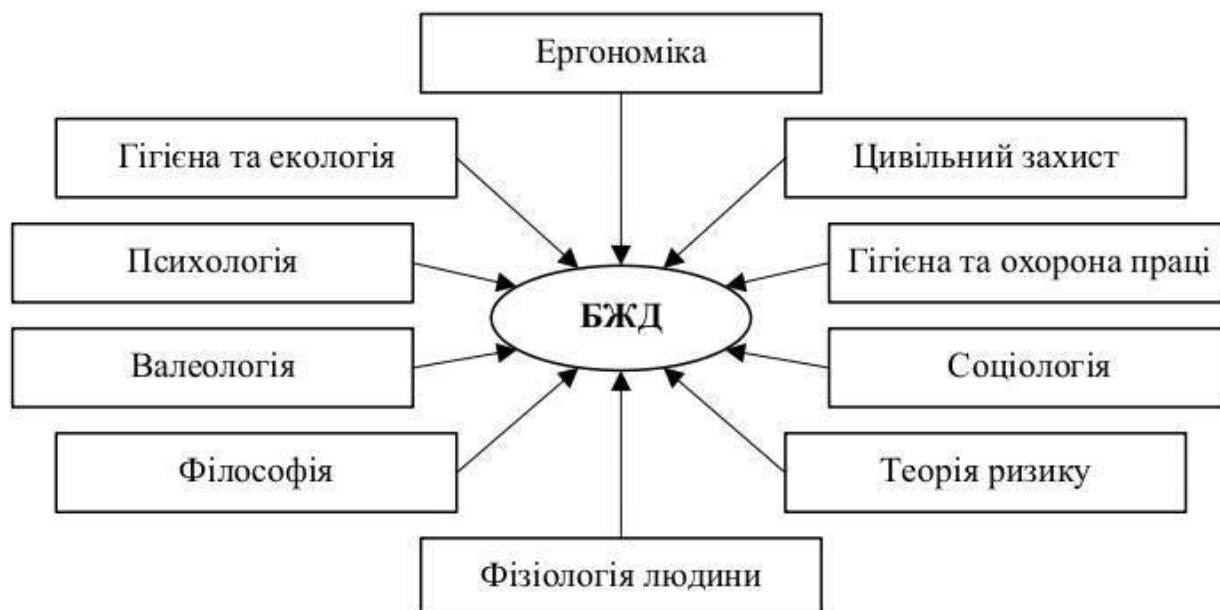 Ергономіка
Гігієна та екологія
Цивільний захист
Психологія
Гігієна та охорона праці
БЖД
Валеологія
Соціологія
Філософія
Теорія ризику
Фізіологія людини